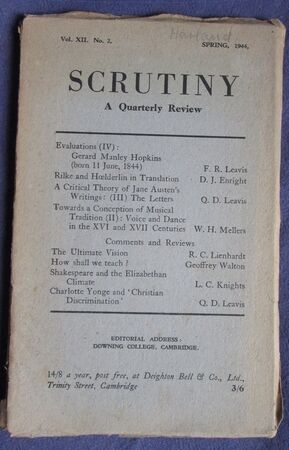 Harland
Vol. XII. No. 2. SPRING, 1944.
SCRUTINY
A Quarterly Review
Evaluations (IV):
Gerard Manley Hopkins
(born 11 June, 1844) F. R. Leavis
Rilke and Hœlderlin in Translation D. J. Enright
A Critical Theory of Jane Austen's
Writings: (III) The Letters Q. D. Leavis
Towards a Conception of Musical
Tradition (II): Voice and Dance
in the XVI and XVII Centuries W. H. Mellers
Comments and Reviews
The Ultimate Vision R. C. Lienhardt
How shall we teach? Geoffrey Walton
Shakespeare and the Elizabethan
Climate L. C. Knights
Charlotte Yonge and 'Christian
Discrimination' Q. D. Leavis
EDITORIAL ADDRESS:
DOWNING COLLEGE, CAMBRIDGE.
14/8 a year, post free, at Deighton Bell & Co., Ltd.,
Trinity Street, Cambridge 3/6